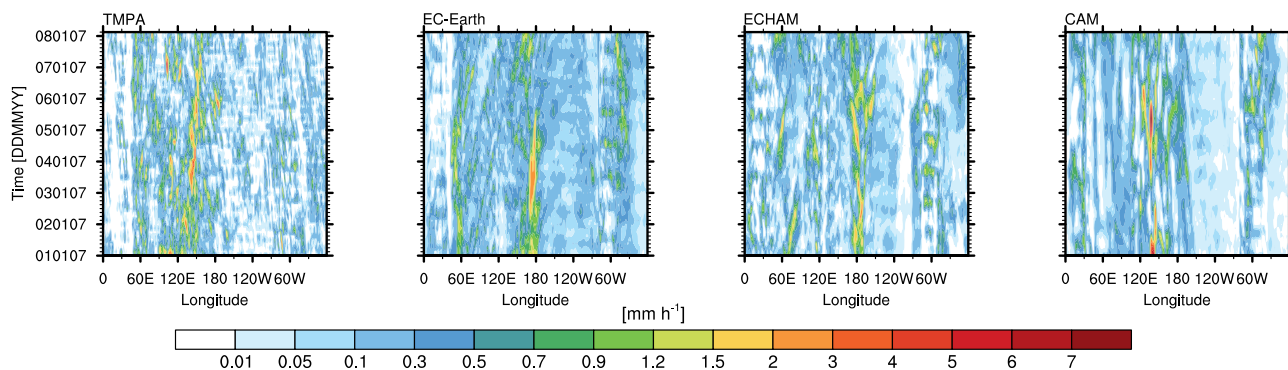 TMPA EC-Earth ECHAM CAM
080107
070107
060107
050107
040107
030107
020107
010107
Time [DDMMYY]
0 60E 120E 180 120W 60W 0 60E 120E 180 120W 60W 0 60E 120E 180 120W 60W 0 60E 120E 180 120W 60W
Longitude Longitude Longitude Longitude
[mm h⁻¹]
0.01 0.05 0.1 0.3 0.5 0.7 0.9 1.2 1.5 2 3 4 5 6 7